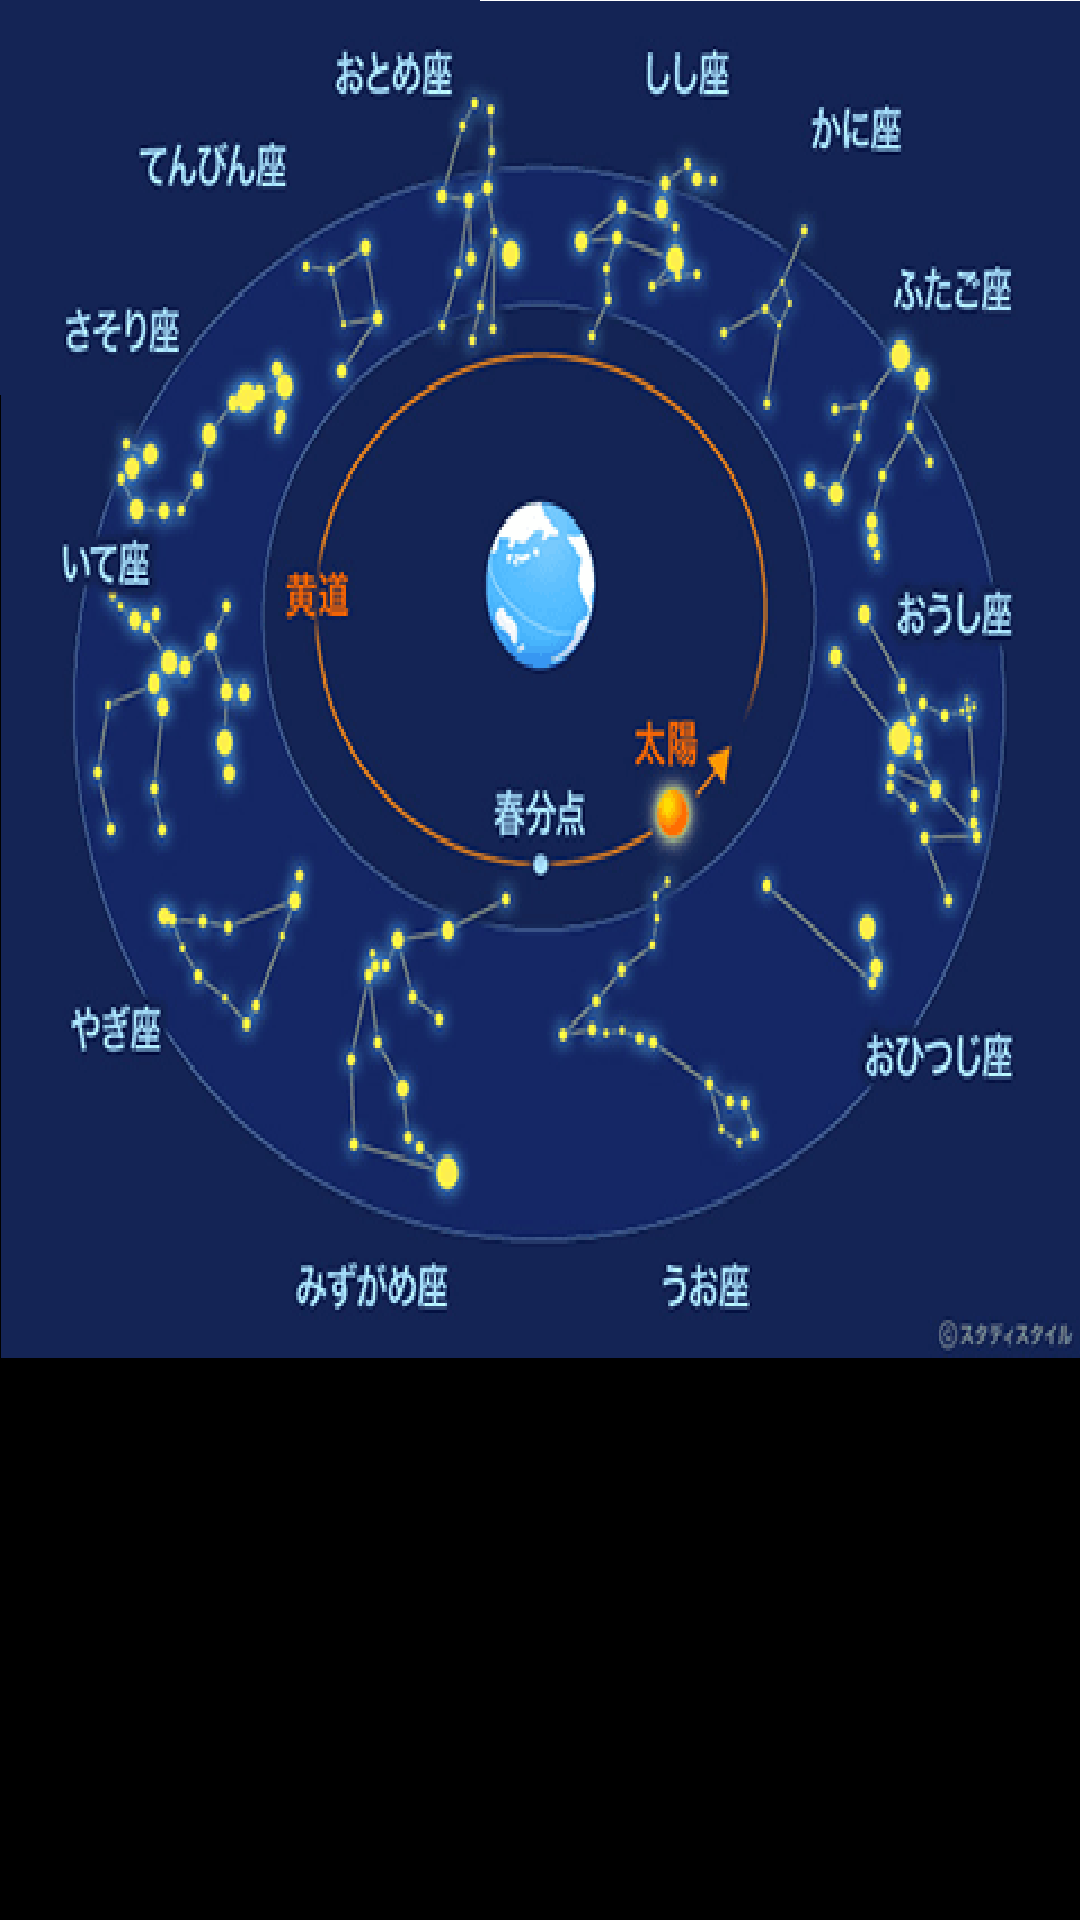 おとめ座
しし座
かに座
てんびん座
ふたご座
さそり座
いて座
黄道
おうし座
太陽
春分点
やぎ座
おひつじ座
みずがめ座
うお座
©スタディスタイル